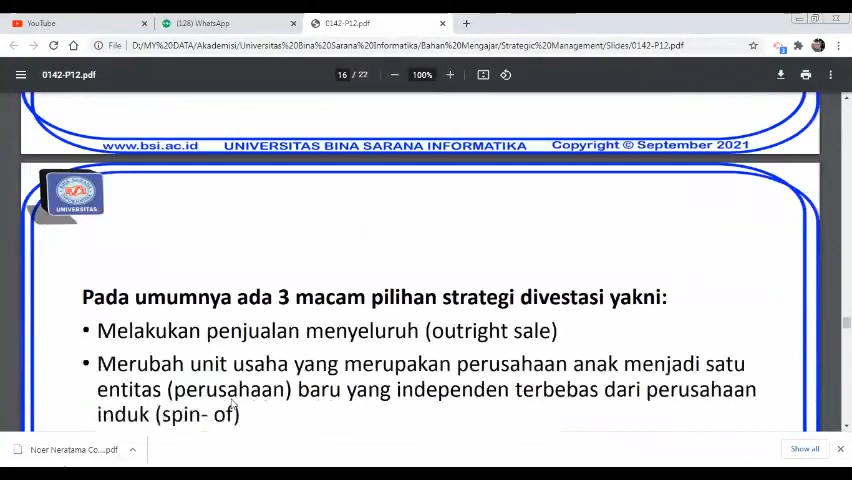 YouTube
(128) WhatsApp
0142-P12.pdf
File
D:/MY%20DATA/Akademisi/Universitas%20Bina%20Sarana%20Informatika/Bahan%20Mengajar/Strategic%20Management/Slides/0142-P12.pdf
0142-P12.pdf
16 / 22
100%
www.bsi.ac.id UNIVERSITAS BINA SARANA INFORMATIKA Copyright © September 2021
UNIVERSITAS
Pada umumnya ada 3 macam pilihan strategi divestasi yakni:
• Melakukan penjualan menyeluruh (outright sale)
• Merubah unit usaha yang merupakan perusahaan anak menjadi satu
entitas (perusahaan) baru yang independen terbebas dari perusahaan
induk (spin- of)
Noer Neratama Co....pdf
Show all